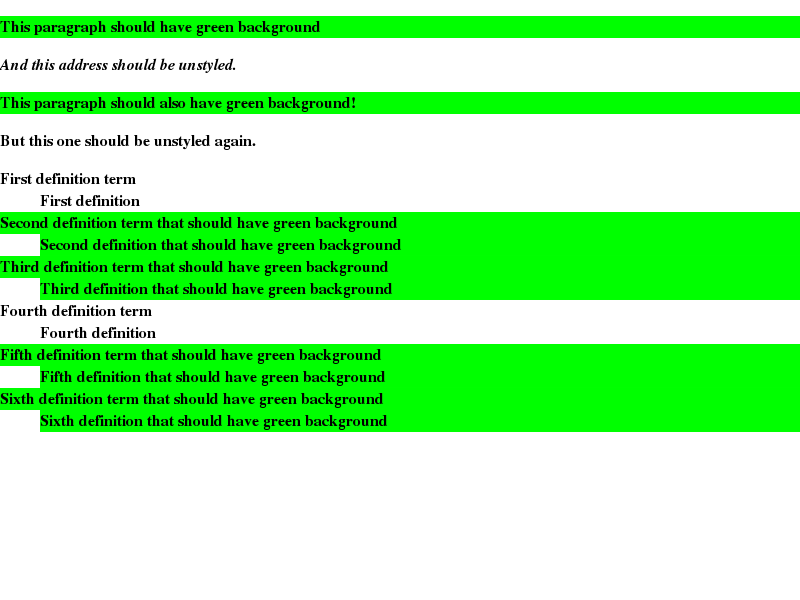 This paragraph should have green background
And this address should be unstyled.
This paragraph should also have green background!
But this one should be unstyled again.
First definition term
First definition
Second definition term that should have green background
Second definition that should have green background
Third definition term that should have green background
Third definition that should have green background
Fourth definition term
Fourth definition
Fifth definition term that should have green background
Fifth definition that should have green background
Sixth definition term that should have green background
Sixth definition that should have green background